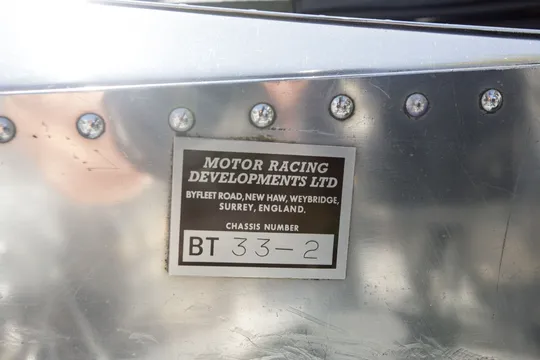 MOTOR RACING
DEVELOPMENTS LTD
BYFLEET ROAD, NEW HAW, WEYBRIDGE,
SURREY, ENGLAND.
CHASSIS NUMBER
BT 33-2